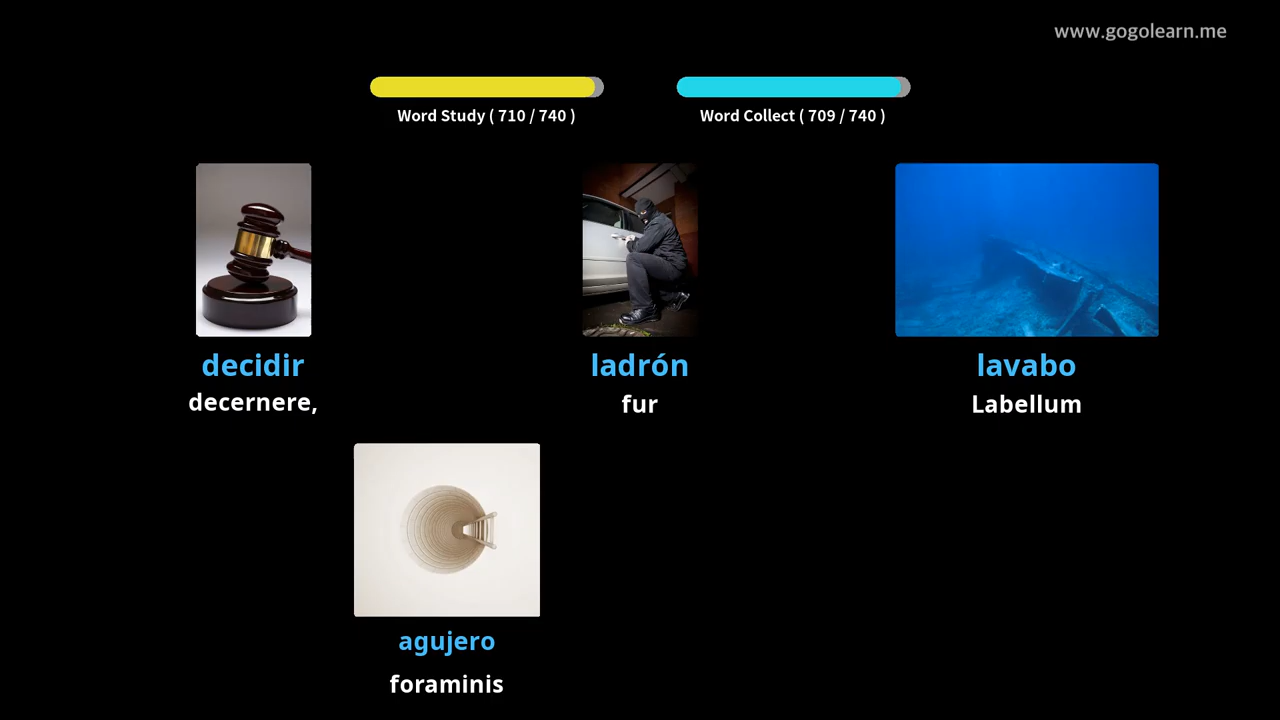 www.gogolearn.me
Word Study ( 710 / 740 )
Word Collect ( 709 / 740 )
decidir
decernere,
ladrón
fur
lavabo
Labellum
agujero
foraminis